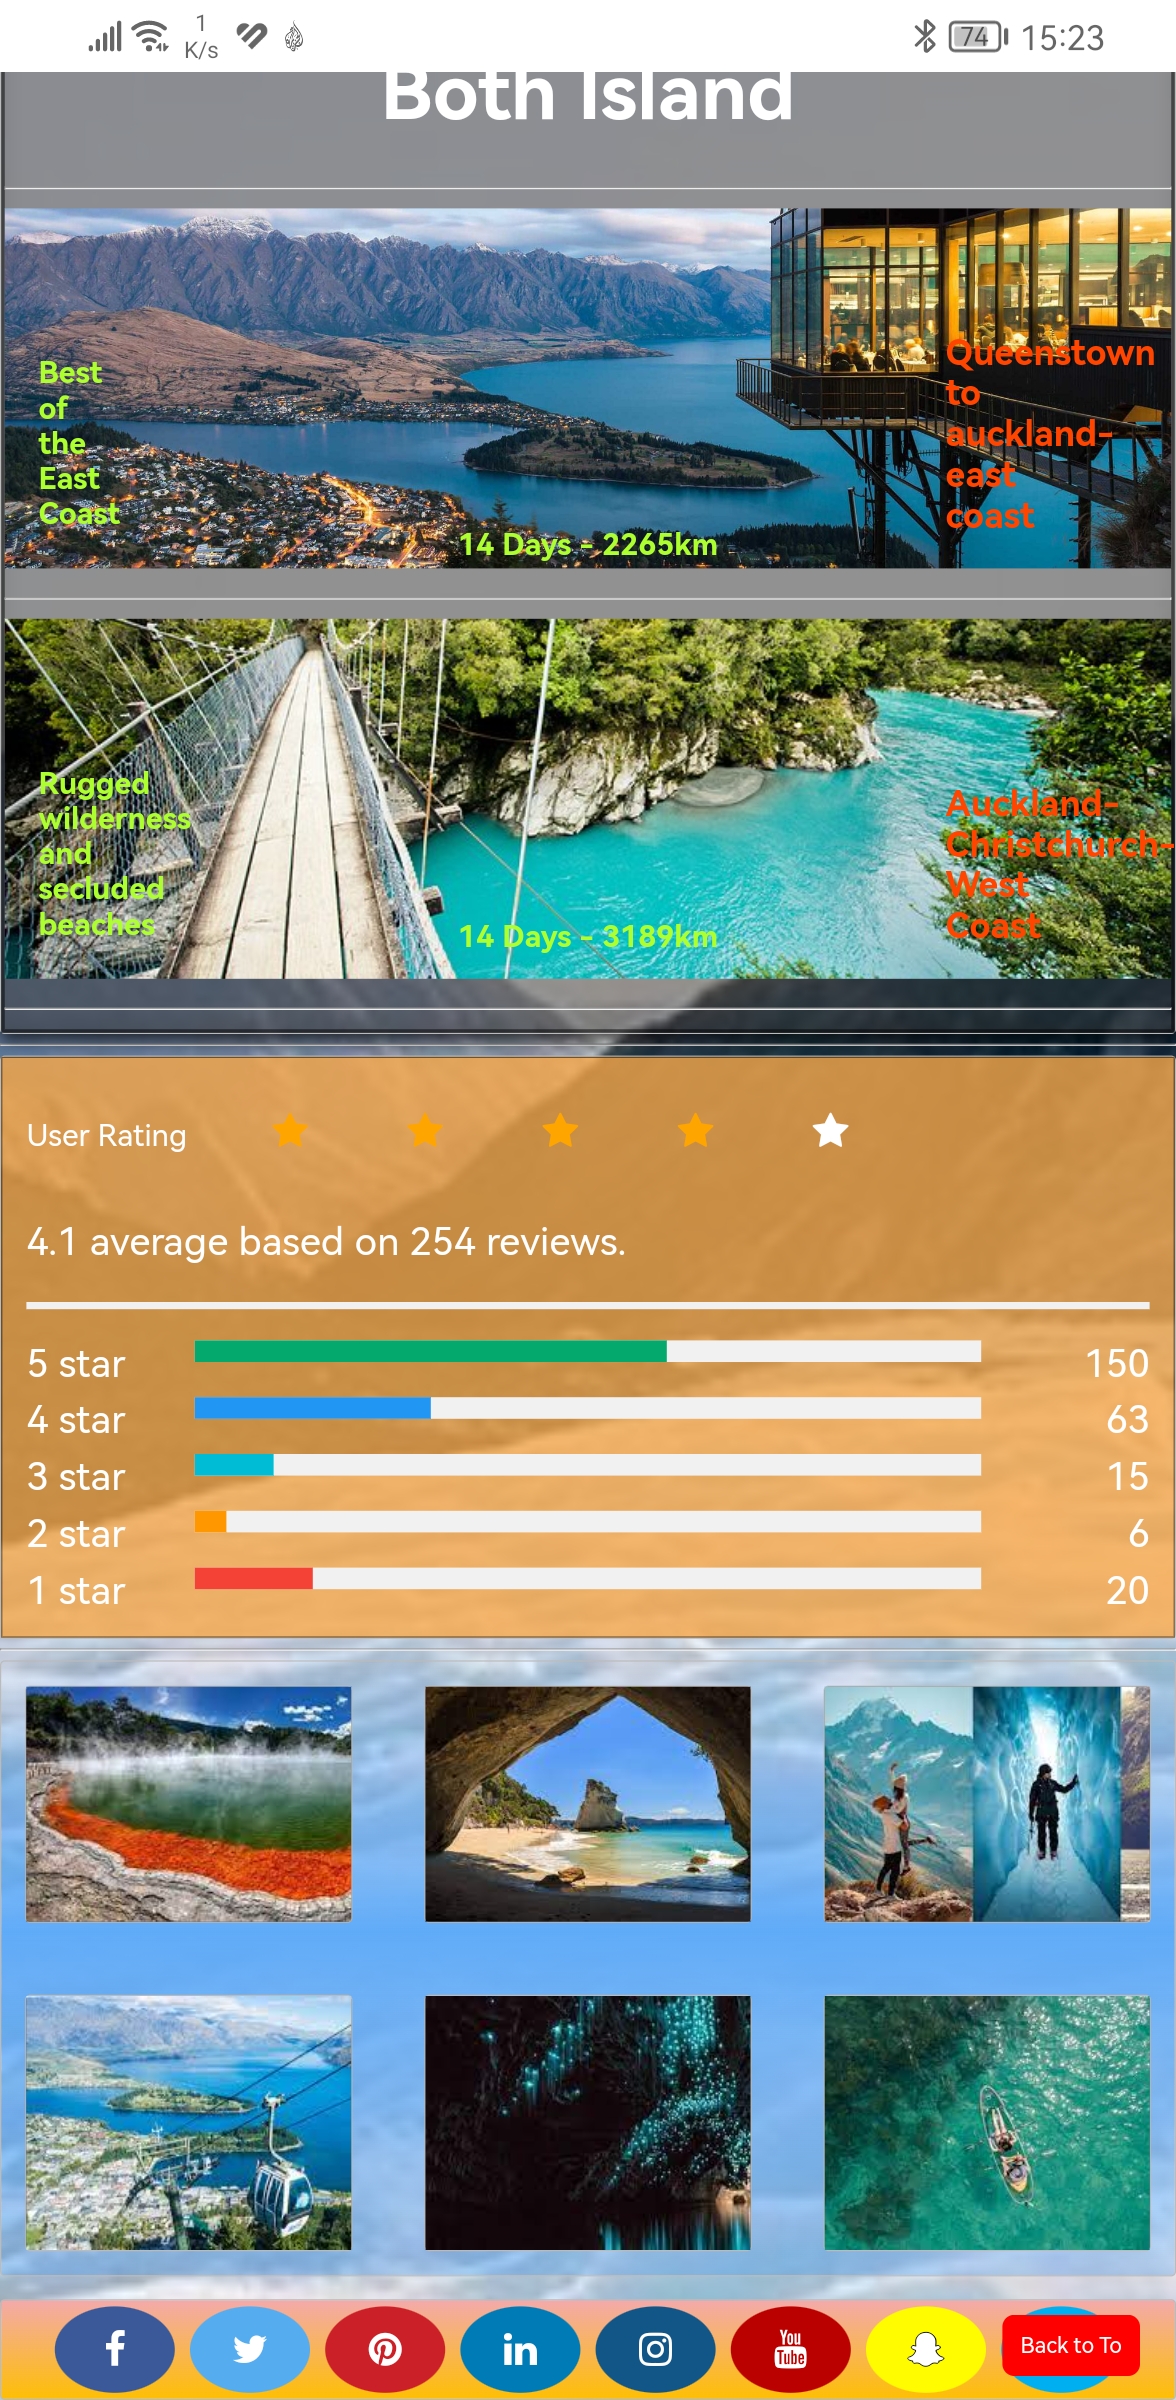 1
K/s
74
15:23
Both Island
Best
of
the
East
Coast
Queenstown
to
auckland-
east
coast
14 Days - 2265km
Rugged
wilderness
and
secluded
beaches
Auckland-
Christchurch-
West
Coast
14 Days - 3189km
User Rating
4.1 average based on 254 reviews.
5 star 150
4 star 63
3 star 15
2 star 6
1 star 20
You
Tube
Back to To